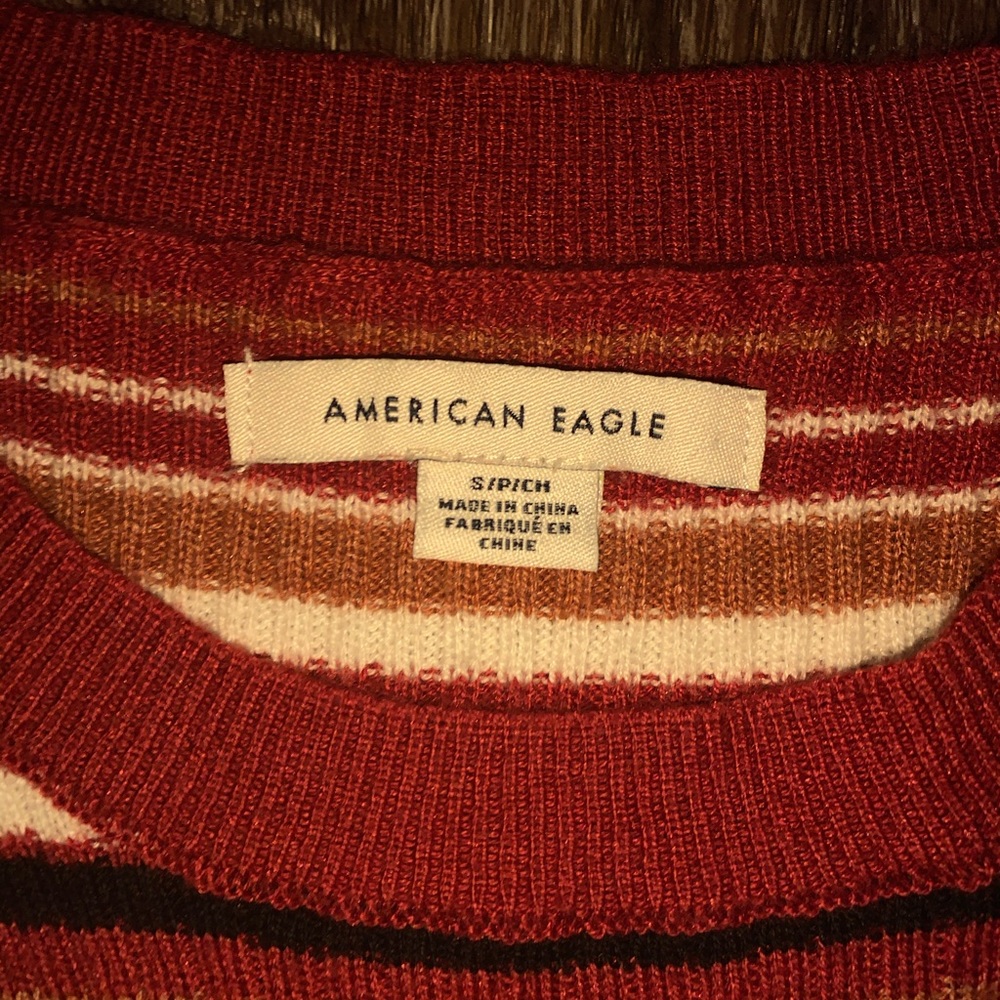 AMERICAN EAGLE
S/P/CH
MADE IN CHINA
FABRIQUÉ EN
CHINE